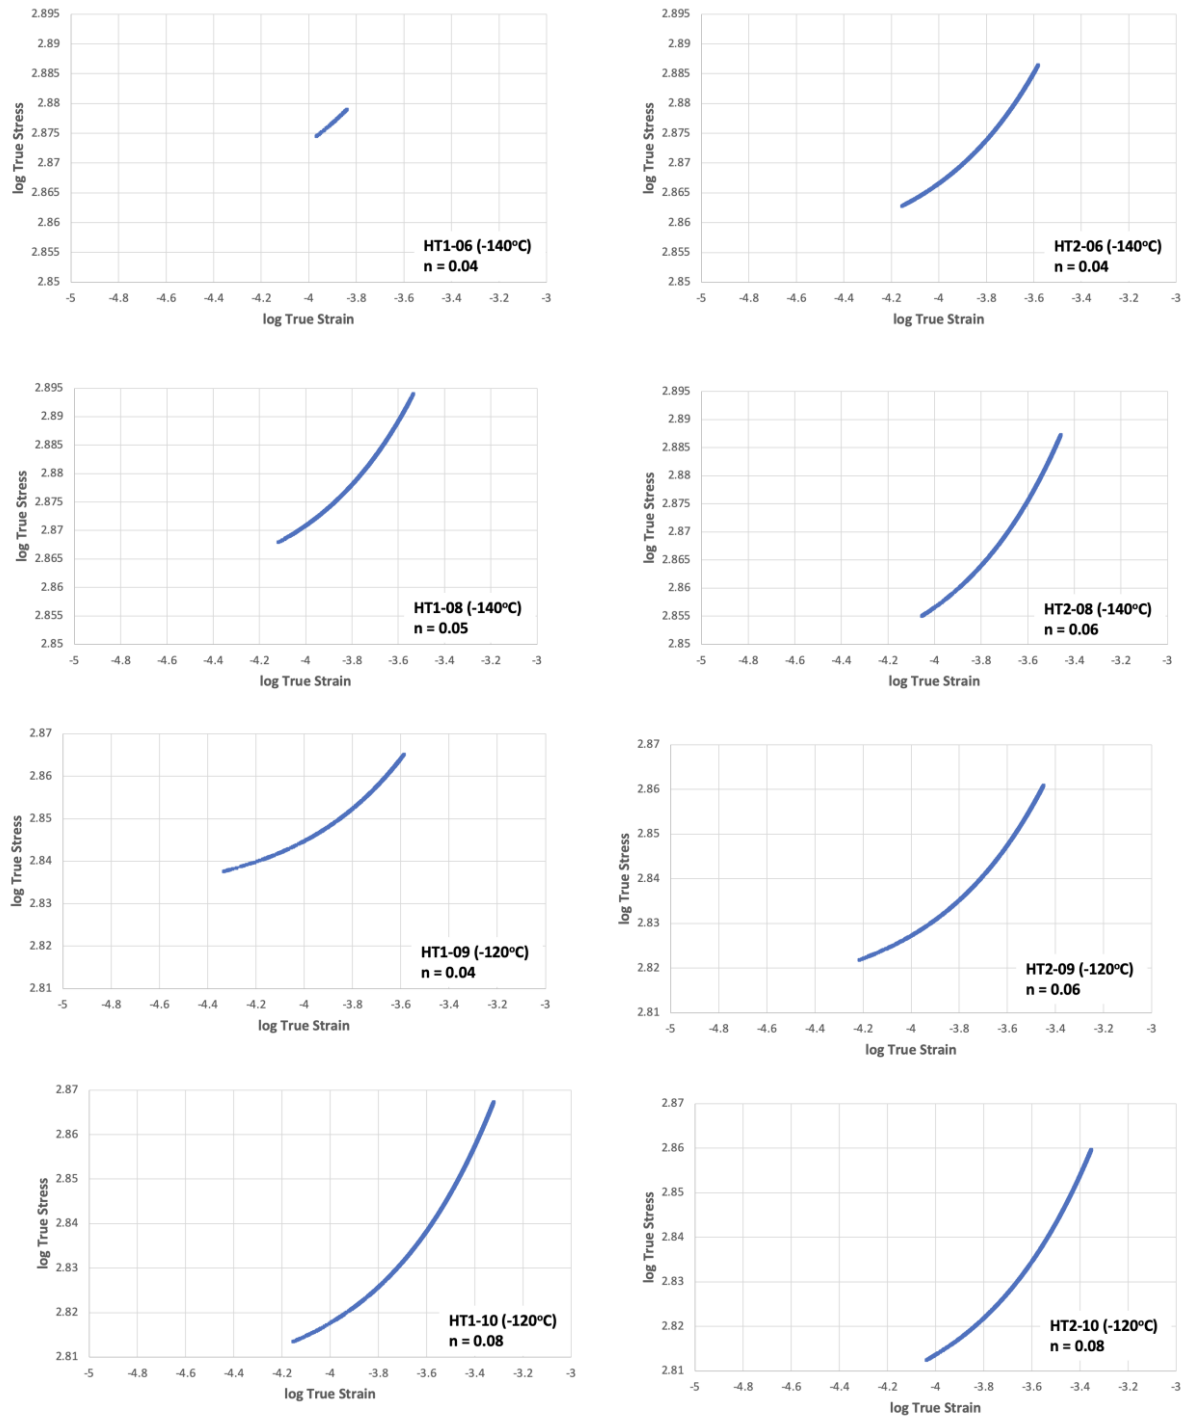 2.895
2.89
2.885
2.88
2.875
2.87
2.865
2.86
2.855
2.85
-5 -4.8 -4.6 -4.4 -4.2 -4 -3.8 -3.6 -3.4 -3.2 -3
log True Stress
log True Strain
HT1-06 (-140ºC)
n = 0.04
2.895
2.89
2.885
2.88
2.875
2.87
2.865
2.86
2.855
2.85
-5 -4.8 -4.6 -4.4 -4.2 -4 -3.8 -3.6 -3.4 -3.2 -3
log True Stress
log True Strain
HT2-06 (-140ºC)
n = 0.04
2.895
2.89
2.885
2.88
2.875
2.87
2.865
2.86
2.855
2.85
-5 -4.8 -4.6 -4.4 -4.2 -4 -3.8 -3.6 -3.4 -3.2 -3
log True Stress
log True Strain
HT1-08 (-140ºC)
n = 0.05
2.895
2.89
2.885
2.88
2.875
2.87
2.865
2.86
2.855
2.85
-5 -4.8 -4.6 -4.4 -4.2 -4 -3.8 -3.6 -3.4 -3.2 -3
log True Stress
log True Strain
HT2-08 (-140ºC)
n = 0.06
2.87
2.86
2.85
2.84
2.83
2.82
2.81
-5 -4.8 -4.6 -4.4 -4.2 -4 -3.8 -3.6 -3.4 -3.2 -3
log True Stress
log True Strain
HT1-09 (-120ºC)
n = 0.04
2.87
2.86
2.85
2.84
2.83
2.82
2.81
-5 -4.8 -4.6 -4.4 -4.2 -4 -3.8 -3.6 -3.4 -3.2 -3
log True Stress
log True Strain
HT2-09 (-120ºC)
n = 0.06
2.87
2.86
2.85
2.84
2.83
2.82
2.81
-5 -4.8 -4.6 -4.4 -4.2 -4 -3.8 -3.6 -3.4 -3.2 -3
log True Stress
log True Strain
HT1-10 (-120ºC)
n = 0.08
2.87
2.86
2.85
2.84
2.83
2.82
2.81
-5 -4.8 -4.6 -4.4 -4.2 -4 -3.8 -3.6 -3.4 -3.2 -3
log True Stress
log True Strain
HT2-10 (-120ºC)
n = 0.08